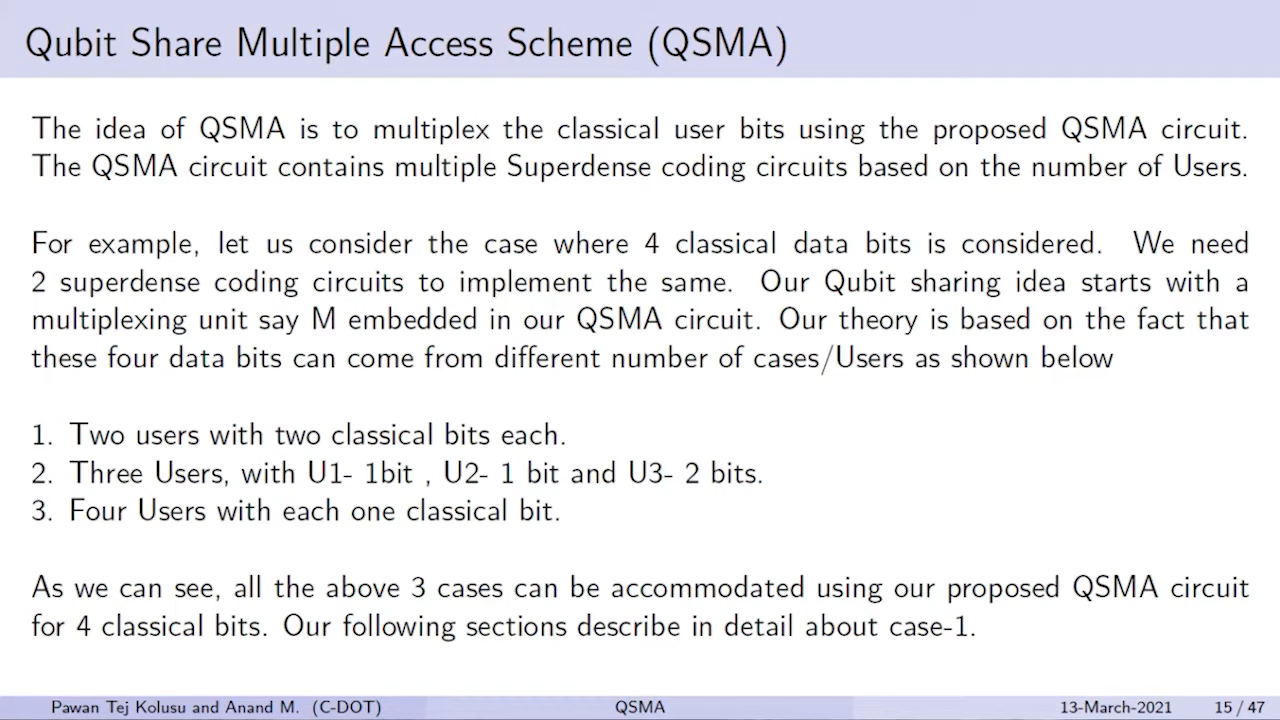 Qubit Share Multiple Access Scheme (QSMA)
The idea of QSMA is to multiplex the classical user bits using the proposed QSMA circuit.
The QSMA circuit contains multiple Superdense coding circuits based on the number of Users.
For example, let us consider the case where 4 classical data bits is considered. We need
2 superdense coding circuits to implement the same. Our Qubit sharing idea starts with a
multiplexing unit say M embedded in our QSMA circuit. Our theory is based on the fact that
these four data bits can come from different number of cases/Users as shown below
1. Two users with two classical bits each.
2. Three Users, with U1- 1bit , U2- 1 bit and U3- 2 bits.
3. Four Users with each one classical bit.
As we can see, all the above 3 cases can be accommodated using our proposed QSMA circuit
for 4 classical bits. Our following sections describe in detail about case-1.
Pawan Tej Kolusu and Anand M. (C-DOT) QSMA 13-March-2021 15 / 47